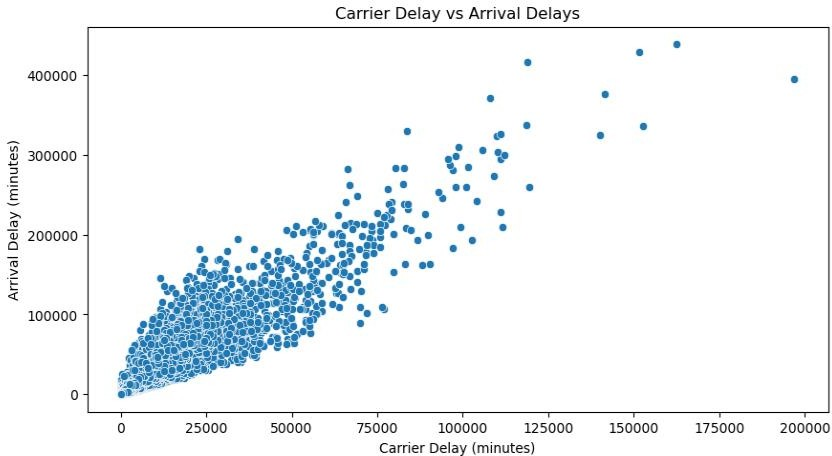 Carrier Delay vs Arrival Delays
Arrival Delay (minutes)
400000
300000
200000
100000
0
0 25000 50000 75000 100000 125000 150000 175000 200000
Carrier Delay (minutes)